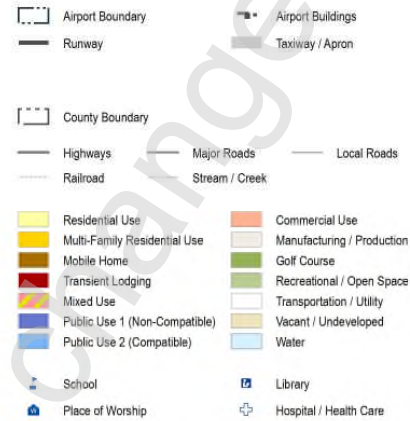 Airport Boundary Airport Buildings
Runway Taxiway / Apron
County Boundary
Highways Major Roads Local Roads
Railroad Stream / Creek
Residential Use Commercial Use
Multi-Family Residential Use Manufacturing / Production
Mobile Home Golf Course
Transient Lodging Recreational / Open Space
Mixed Use Transportation / Utility
Public Use 1 (Non-Compatible) Vacant / Undeveloped
Public Use 2 (Compatible) Water
School Library
Place of Worship Hospital / Health Care
change